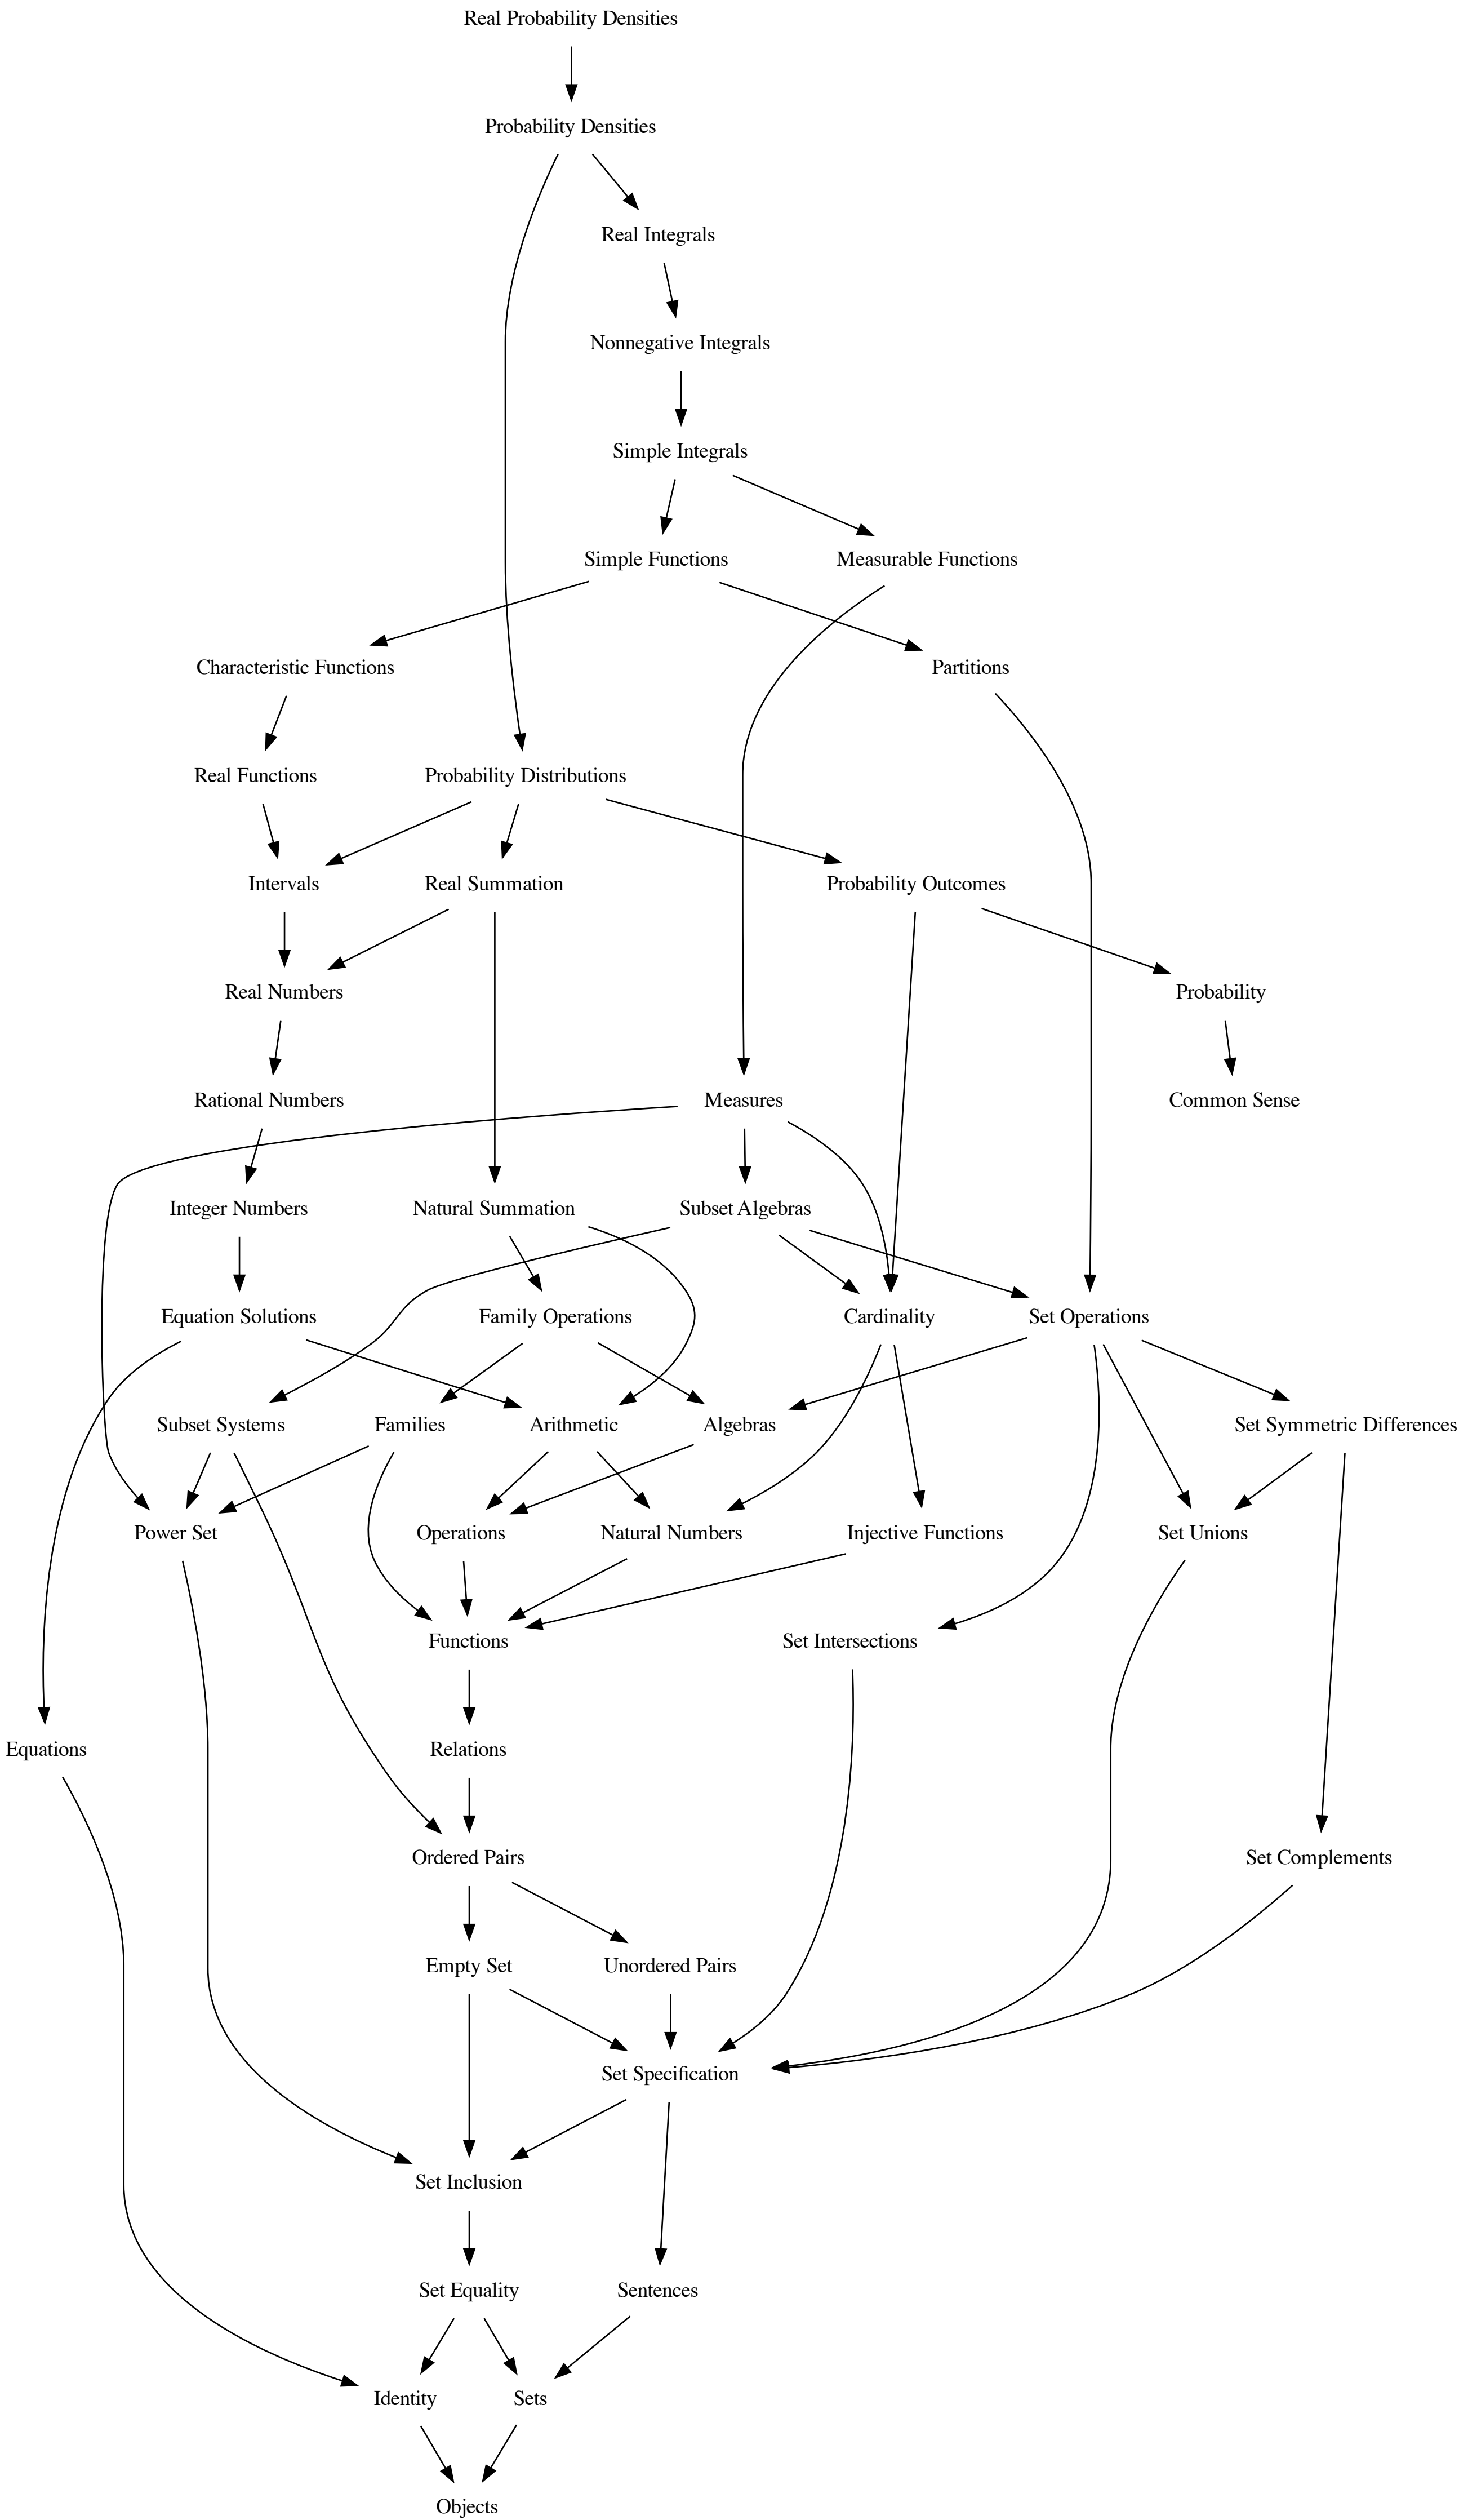 Real Probability Densities
Probability Densities
Real Integrals
Nonnegative Integrals
Simple Integrals
Simple Functions
Measurable Functions
Characteristic Functions
Partitions
Real Functions
Probability Distributions
Intervals
Real Summation
Probability Outcomes
Real Numbers
Probability
Rational Numbers
Measures
Common Sense
Integer Numbers
Natural Summation
Subset Algebras
Equation Solutions
Family Operations
Cardinality
Set Operations
Subset Systems
Families
Arithmetic
Algebras
Set Symmetric Differences
Power Set
Operations
Natural Numbers
Injective Functions
Set Unions
Functions
Set Intersections
Equations
Relations
Ordered Pairs
Set Complements
Empty Set
Unordered Pairs
Set Specification
Set Inclusion
Set Equality
Sentences
Identity
Sets
Objects